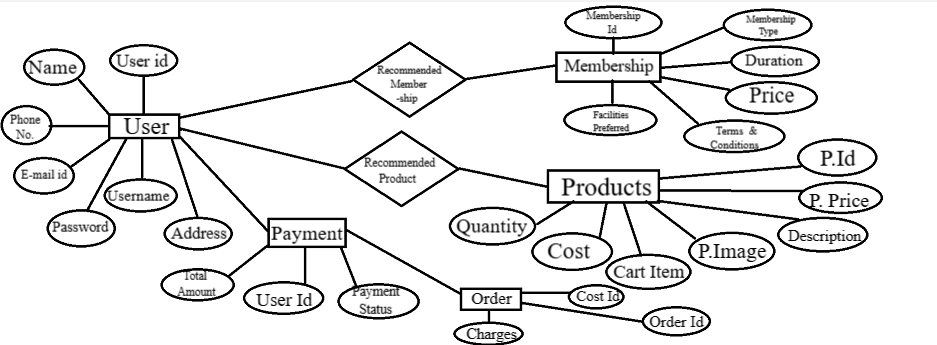 Membership
Id
Membership
Type
Name
User id
Recommended
Member
-ship
Membership
Duration
Price
Phone
No.
User
Facilities
Preferred
Terms &
Conditions
E-mail id
Username
Recommended
Product
P.Id
Products
P. Price
Password
Address
Payment
Quantity
Cost
Cart Item
P.Image
Description
Total
Amount
User Id
Payment
Status
Order
Cost Id
Order Id
Charges